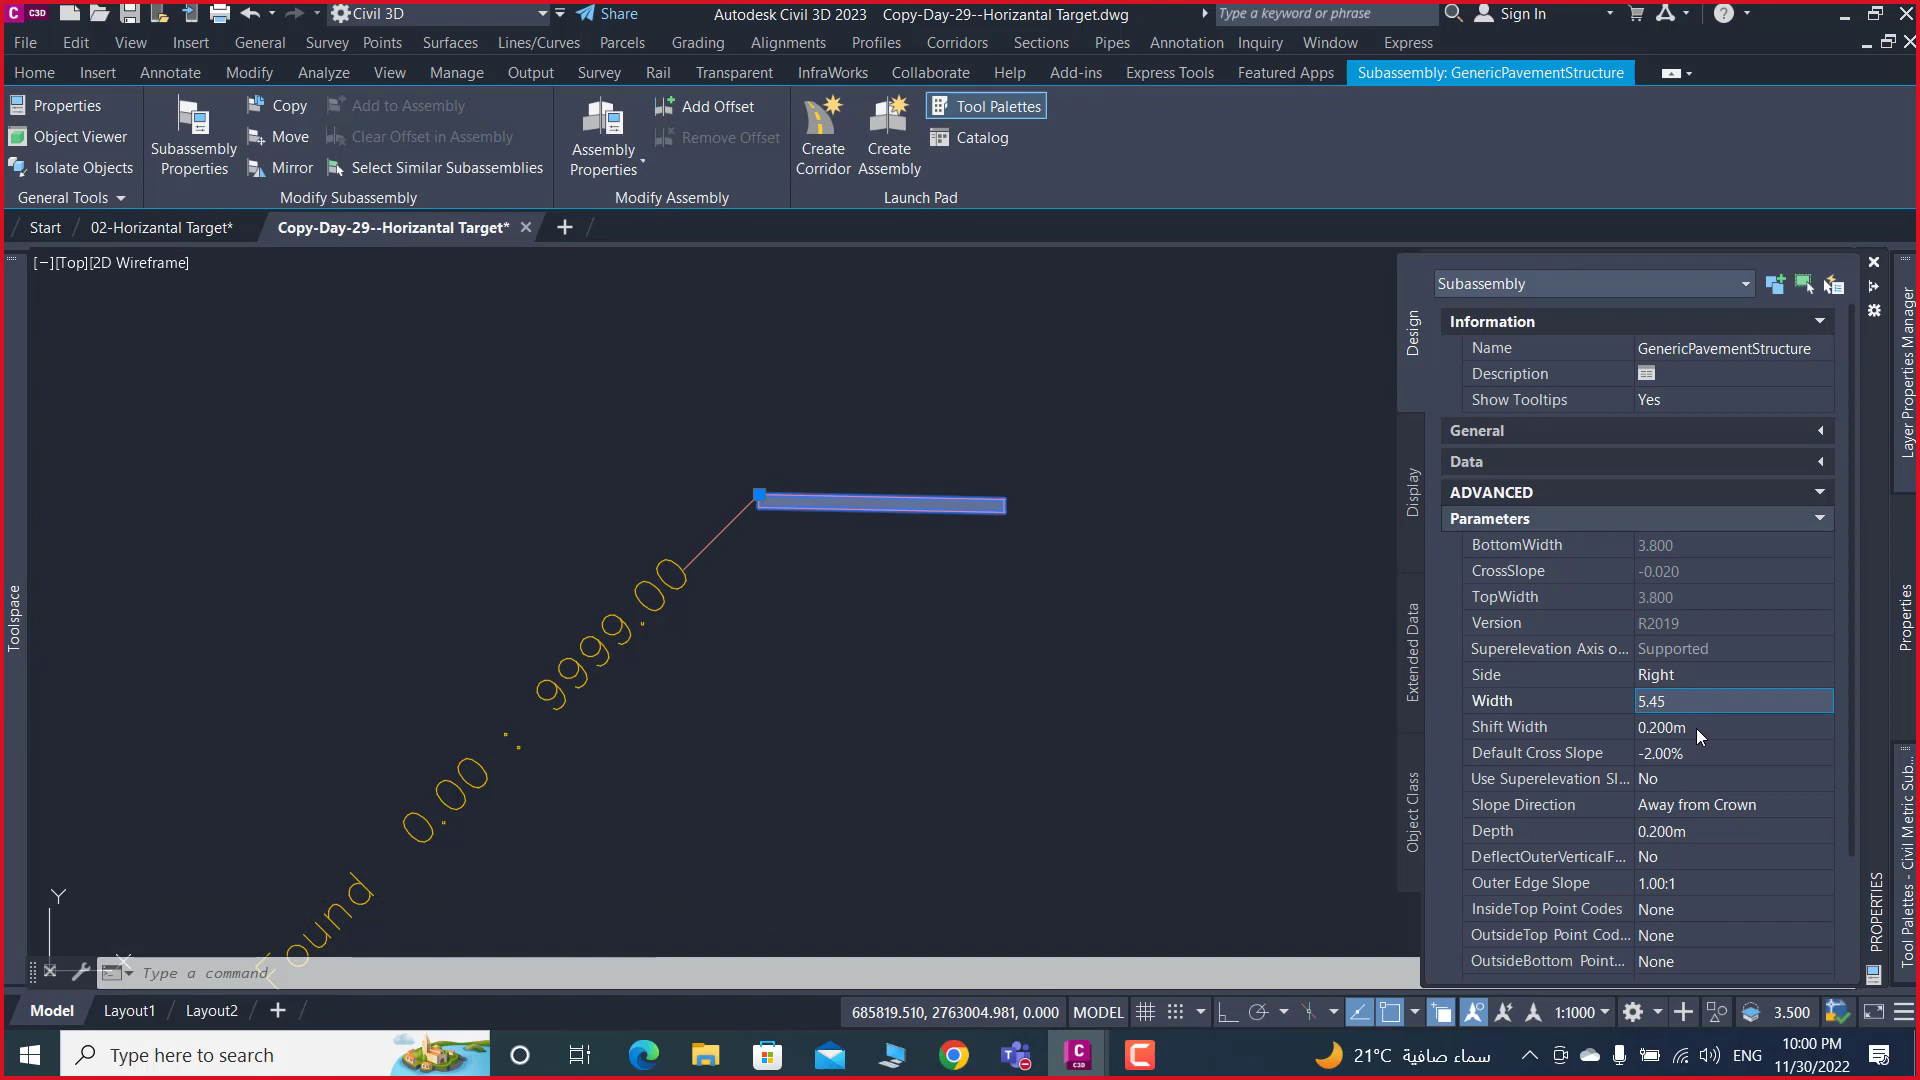 C3D Civil 3D Share Autodesk Civil 3D 2023 Copy-Day-29--Horizantal Target.dwg Type a keyword or phrase Sign In
File Edit View Insert General Survey Points Surfaces Lines/Curves Parcels Grading Alignments Profiles Corridors Sections Pipes Annotation Inquiry Window Express
Home Insert Annotate Modify Analyze View Manage Output Survey Rail Transparent InfraWorks Collaborate Help Add-ins Express Tools Featured Apps Subassembly: GenericPavementStructure
Properties
Object Viewer
Isolate Objects
General Tools
Subassembly
Properties
Copy
Move
Mirror
Add to Assembly
Clear Offset in Assembly
Select Similar Subassemblies
Modify Subassembly
Assembly
Properties
Add Offset
Remove Offset
Modify Assembly
Create
Corridor
Create
Assembly
Tool Palettes
Catalog
Launch Pad
Start 02-Horizantal Target* Copy-Day-29--Horizantal Target*
[−][Top][2D Wireframe]
Toolspace
ound 0.00 : 9999.00
Y
Type a command
Design
Display
Extended Data
Object Class
Subassembly
Information
Name GenericPavementStructure
Description
Show Tooltips Yes
General
Data
ADVANCED
Parameters
BottomWidth 3.800
CrossSlope -0.020
TopWidth 3.800
Version R2019
Superelevation Axis o... Supported
Side Right
Width 5.45
Shift Width 0.200m
Default Cross Slope -2.00%
Use Superelevation Sl... No
Slope Direction Away from Crown
Depth 0.200m
DeflectOuterVerticalF... No
Outer Edge Slope 1.00:1
InsideTop Point Codes None
OutsideTop Point Cod... None
OutsideBottom Point... None
PROPERTIES
Layer Properties Manager
Properties
Tool Palettes - Civil Metric Sub...
Model Layout1 Layout2
685819.510, 2763004.981, 0.000 MODEL 1:1000 3.500
Type here to search
C3D
21°C سماء صافية
ENG
10:00 PM
11/30/2022